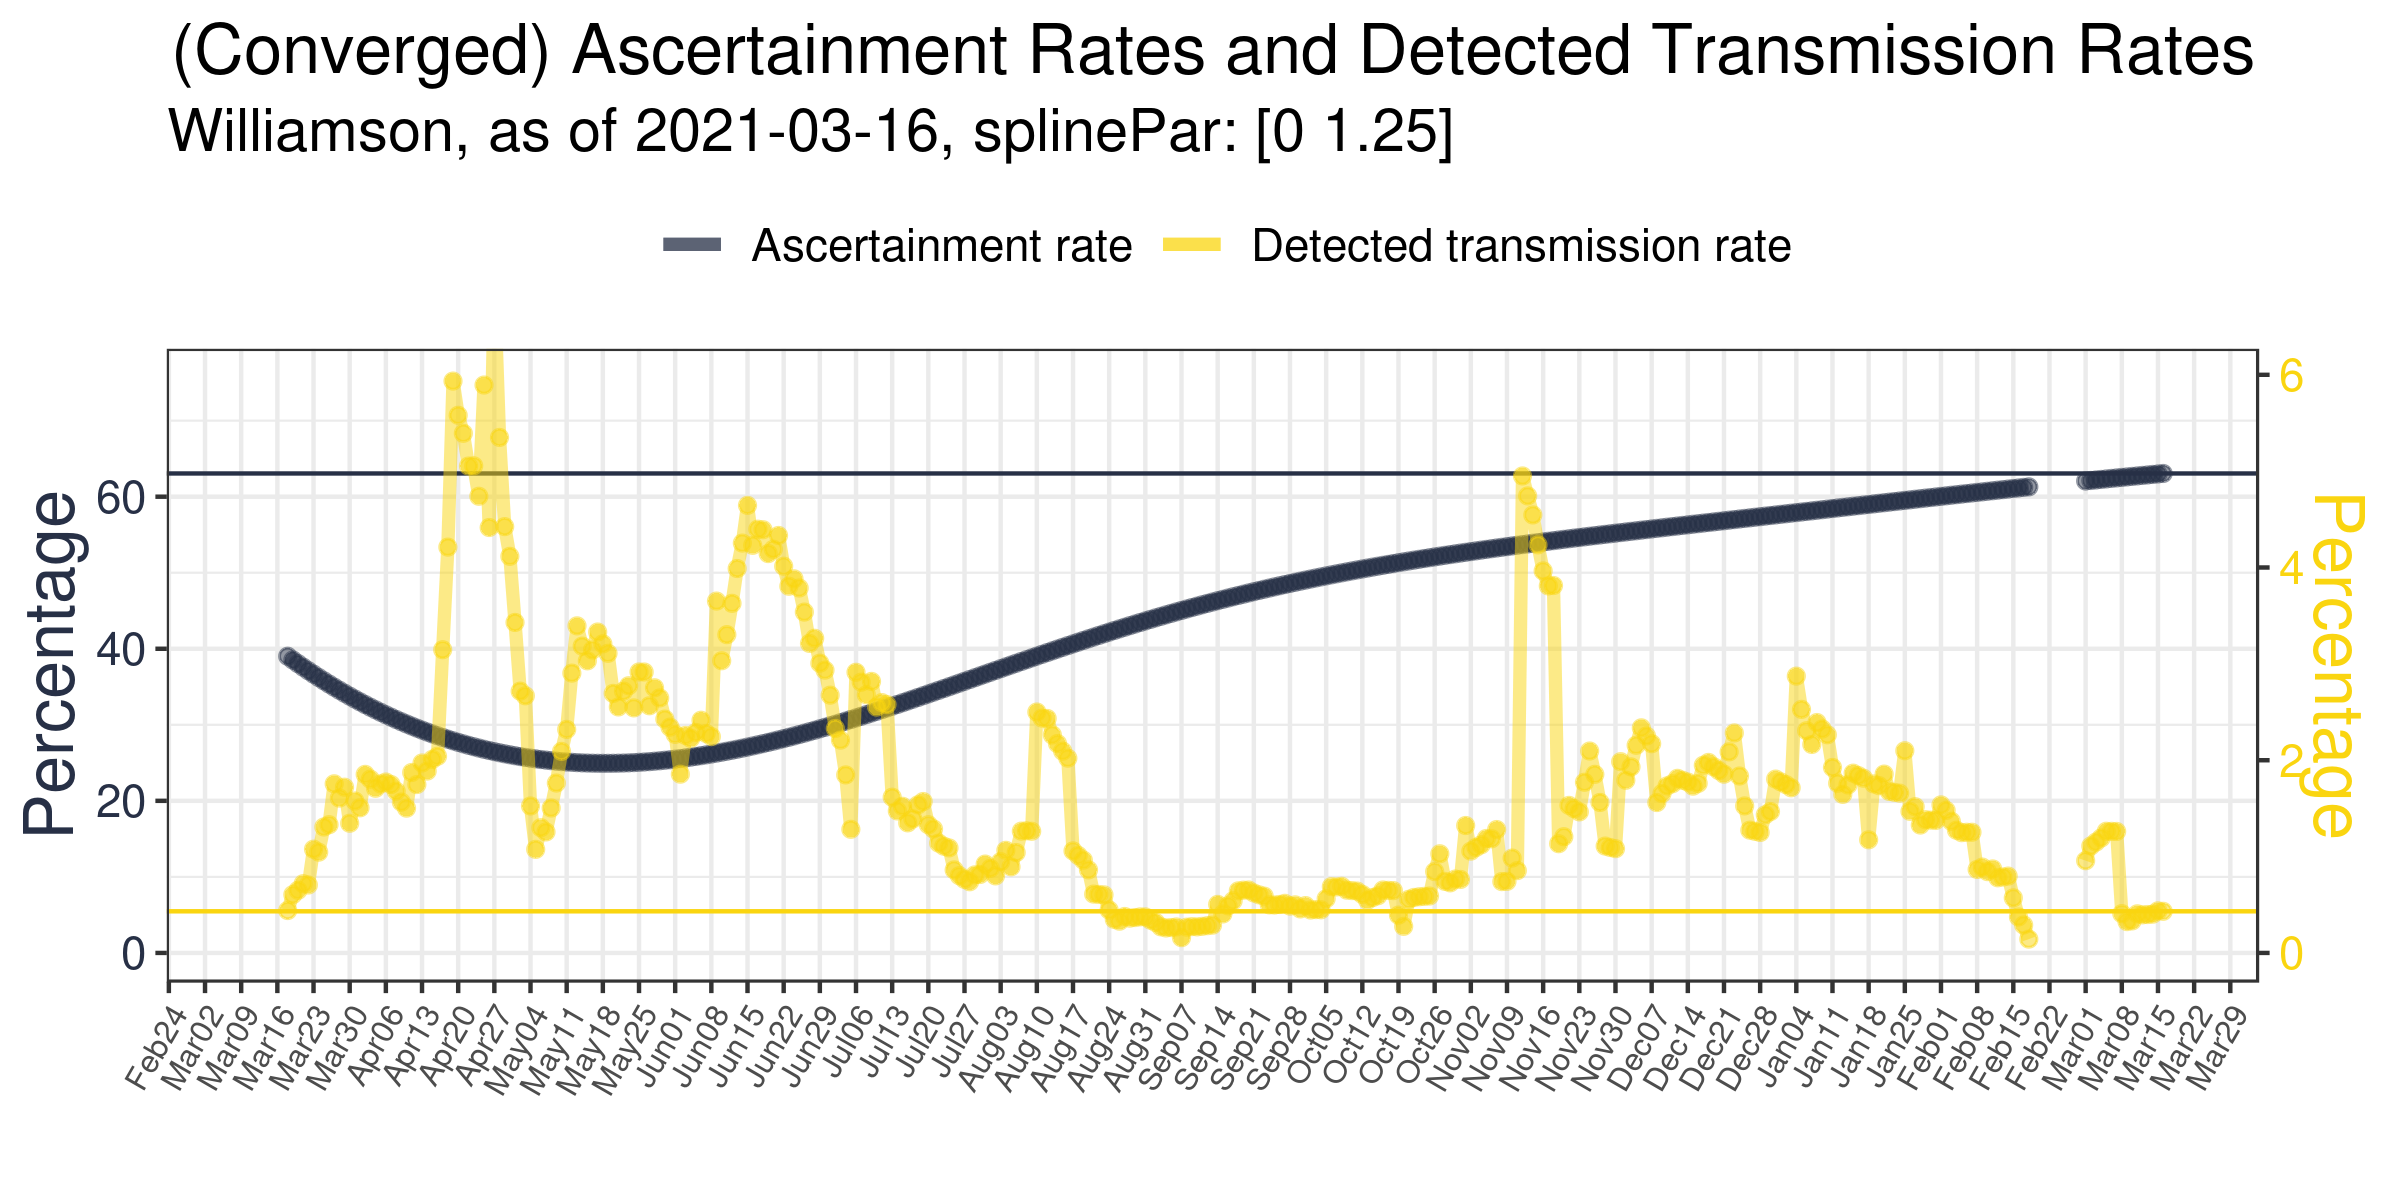 (Converged) Ascertainment Rates and Detected Transmission Rates
Williamson, as of 2021-03-16, splinePar: [0 1.25]
Ascertainment rate Detected transmission rate
Percentage
60
40
20
0
6
4
2
0
Percentage
Feb24 Mar02 Mar09 Mar16 Mar23 Mar30 Apr06 Apr13 Apr20 Apr27 May04 May11 May18 May25 Jun01 Jun08 Jun15 Jun22 Jun29 Jul06 Jul13 Jul20 Jul27 Aug03 Aug10 Aug17 Aug24 Aug31 Sep07 Sep14 Sep21 Sep28 Oct05 Oct12 Oct19 Oct26 Nov02 Nov09 Nov16 Nov23 Nov30 Dec07 Dec14 Dec21 Dec28 Jan04 Jan11 Jan18 Jan25 Feb01 Feb08 Feb15 Feb22 Mar01 Mar08 Mar15 Mar22 Mar29